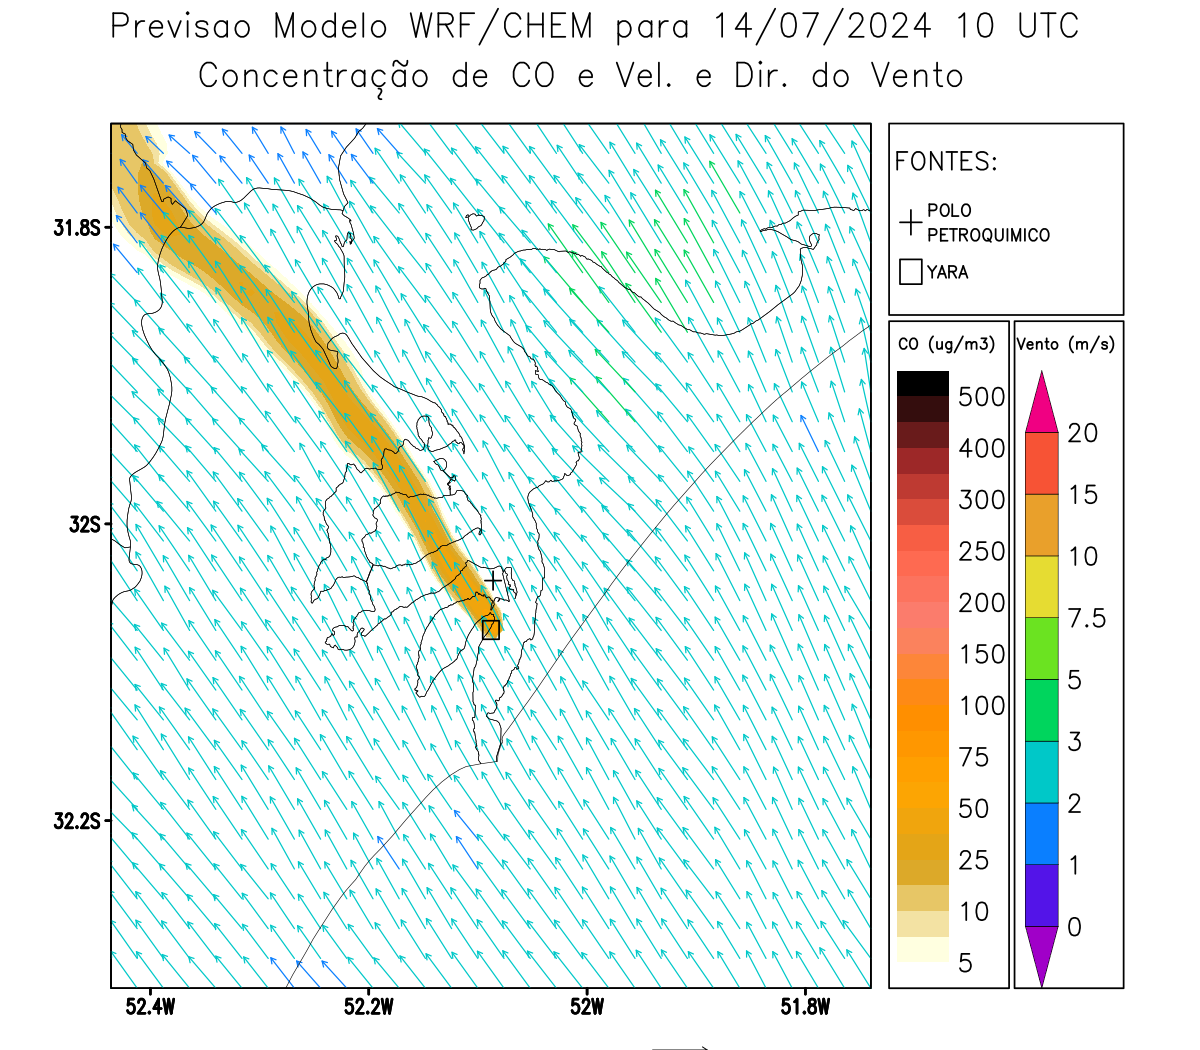 Previsao Modelo WRF/CHEM para 14/07/2024 10 UTC
Concentração de CO e Vel. e Dir. do Vento
FONTES:
POLO
PETROQUIMICO
YARA
31.8S
32S
32.2S
52.4W
52.2W
52W
51.8W
CO (ug/m3)
500
400
300
250
200
150
100
75
50
25
10
5
Vento (m/s)
20
15
10
7.5
5
3
2
1
0